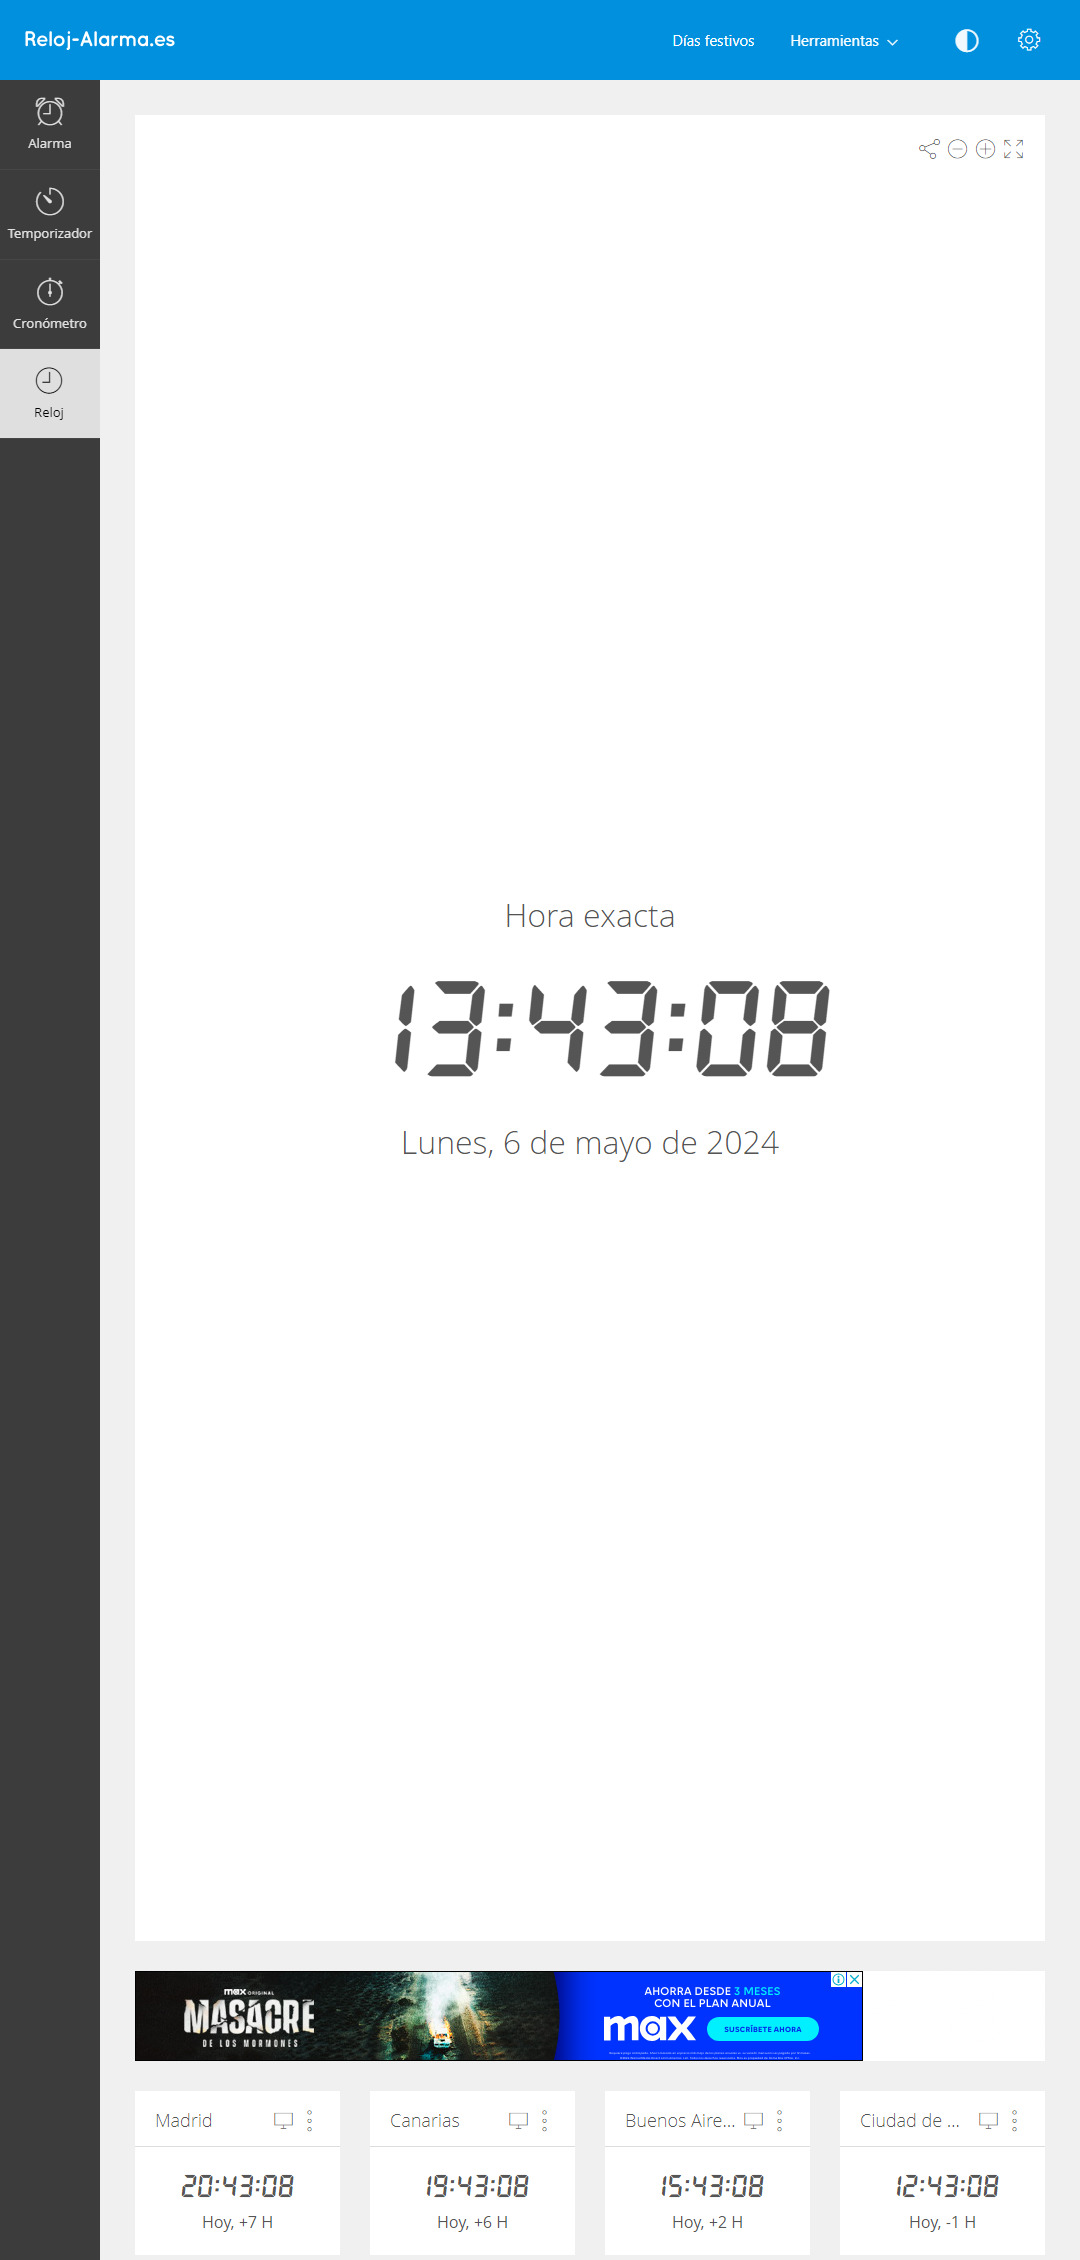 Reloj-Alarma.es
Días festivos
Herramientas
Alarma
Temporizador
Cronómetro
Reloj
Hora exacta
13:43:08
Lunes, 6 de mayo de 2024
max ORIGINAL
MASACRE
DE LOS MORMONES
AHORRA DESDE 3 MESES
CON EL PLAN ANUAL
max
SUSCRÍBETE AHORA
Madrid
20:43:08
Hoy, +7 H
Canarias
19:43:08
Hoy, +6 H
Buenos Aire...
15:43:08
Hoy, +2 H
Ciudad de ...
12:43:08
Hoy, -1 H